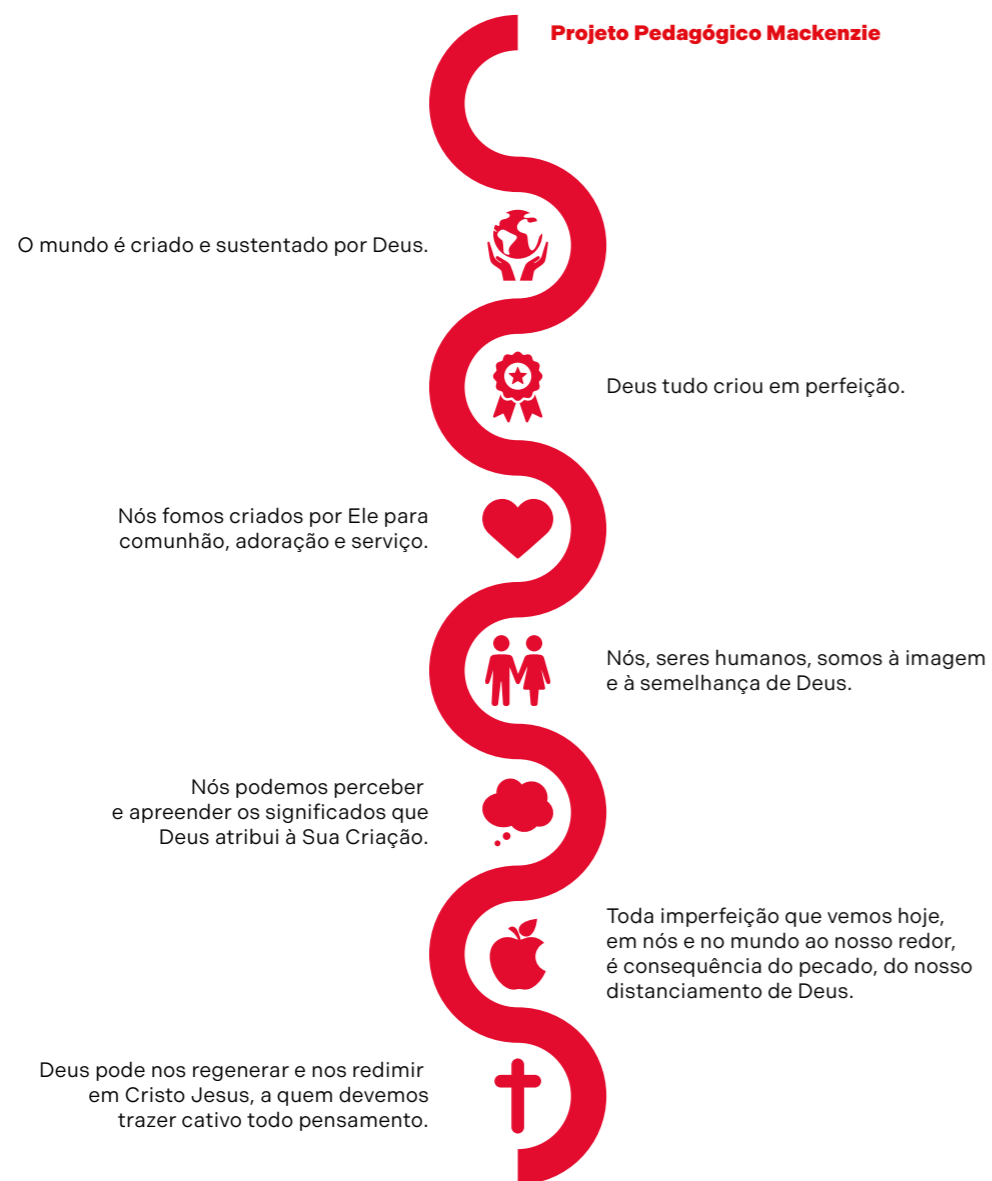 Projeto Pedagógico Mackenzie
O mundo é criado e sustentado por Deus.
Deus tudo criou em perfeição.
Nós fomos criados por Ele para
comunhão, adoração e serviço.
Nós, seres humanos, somos à imagem
e à semelhança de Deus.
Nós podemos perceber
e apreender os significados que
Deus atribui à Sua Criação.
Toda imperfeição que vemos hoje,
em nós e no mundo ao nosso redor,
é consequência do pecado, do nosso
distanciamento de Deus.
Deus pode nos regenerar e nos redimir
em Cristo Jesus, a quem devemos
trazer cativo todo pensamento.